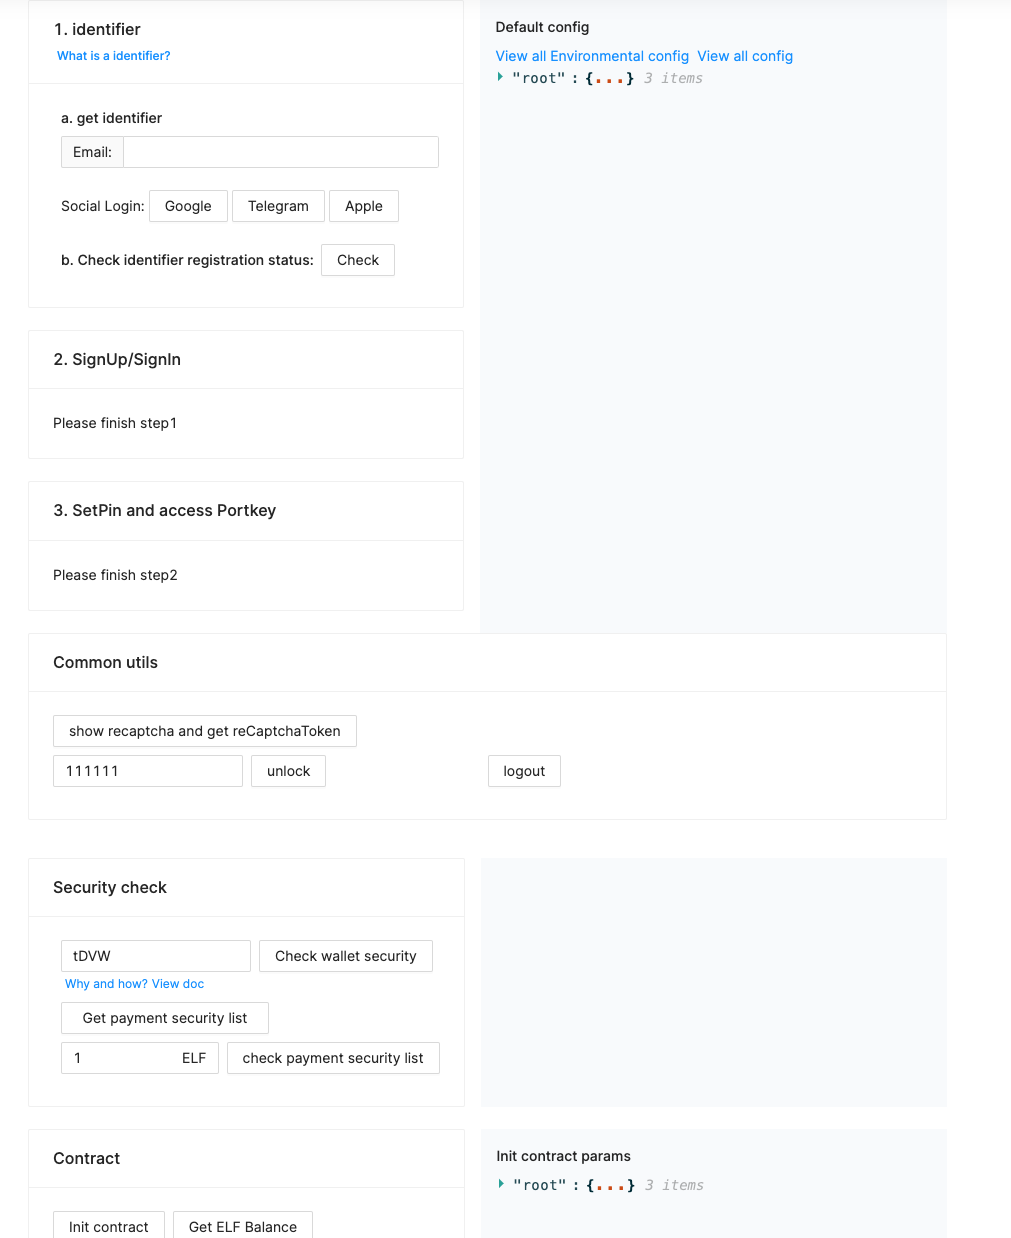 1. identifier
What is a identifier?
a. get identifier
Email:
Social Login: Google Telegram Apple
b. Check identifier registration status: Check
Default config
View all Environmental config View all config
"root" : {...} 3 items
2. SignUp/SignIn
Please finish step1
3. SetPin and access Portkey
Please finish step2
Common utils
show recaptcha and get reCaptchaToken
111111 unlock logout
Security check
tDVW Check wallet security
Why and how? View doc
Get payment security list
1 ELF check payment security list
Contract
Init contract Get ELF Balance
Init contract params
"root" : {...} 3 items